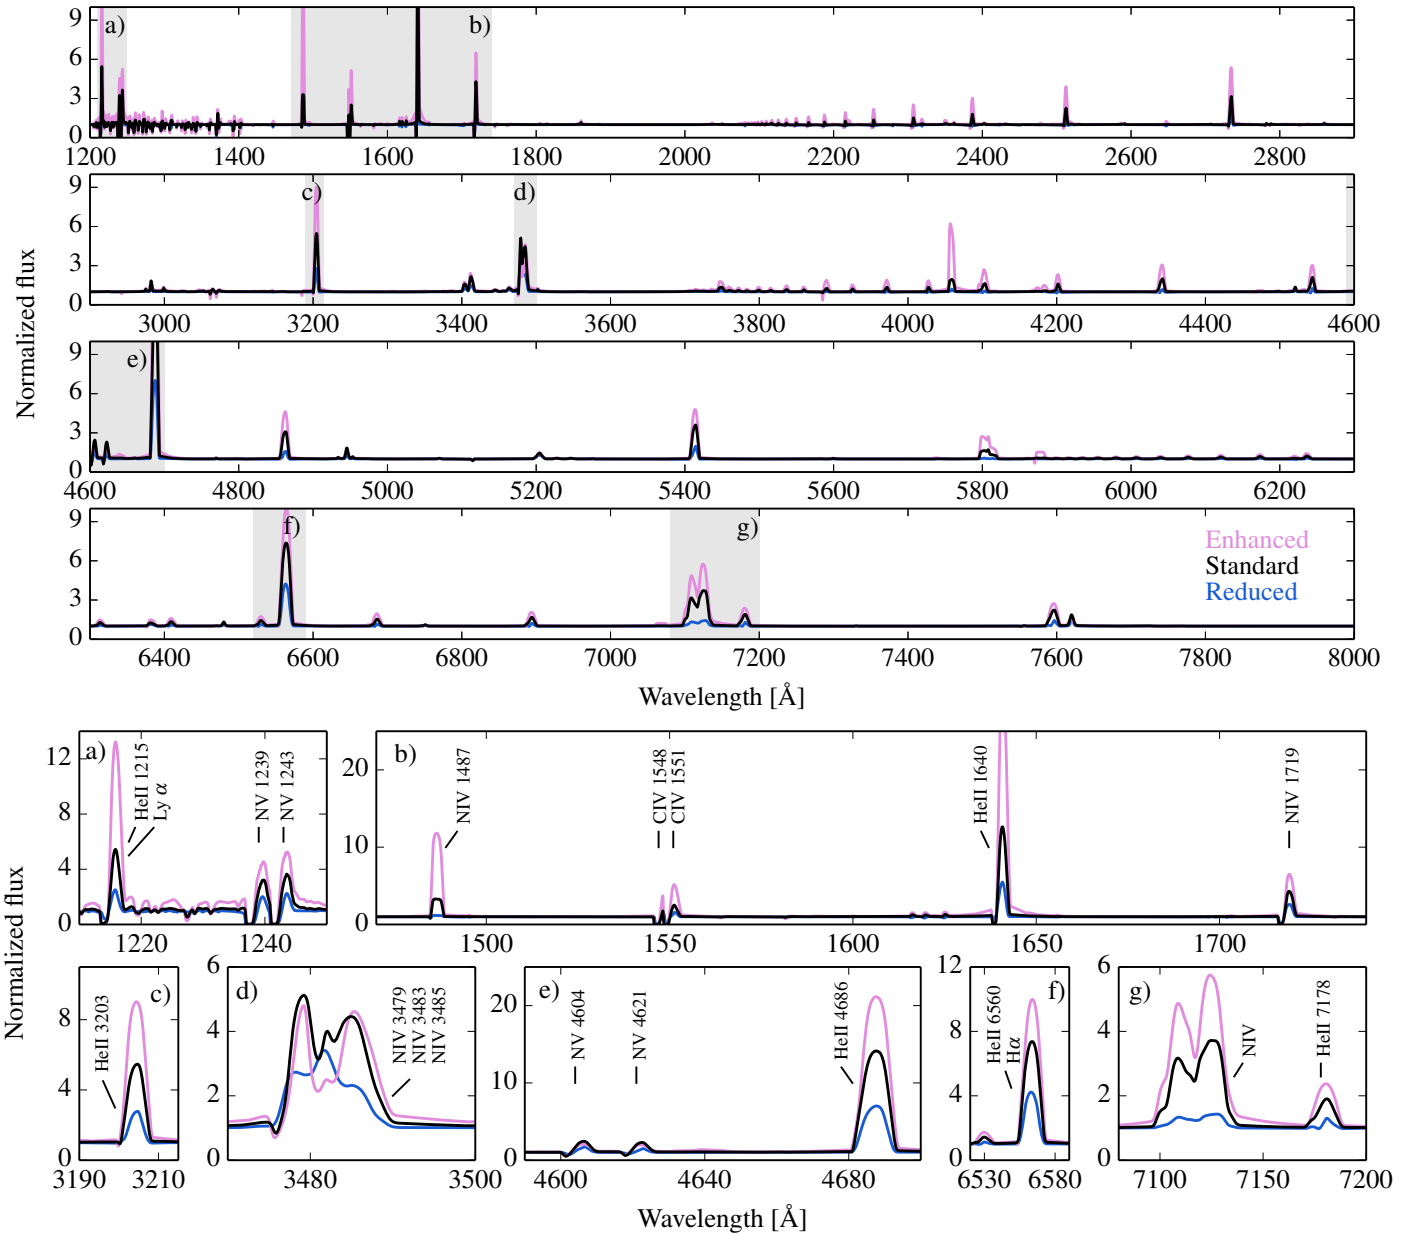 a) b)
9
6
3
0
1200 1400 1600 1800 2000 2200 2400 2600 2800
c) d)
9
6
3
0
3000 3200 3400 3600 3800 4000 4200 4400 4600
Normalized flux
e)
9
6
3
0
4600 4800 5000 5200 5400 5600 5800 6000 6200
f) g)
9
6
3
0
Enhanced
Standard
Reduced
6400 6600 6800 7000 7200 7400 7600 7800 8000
Wavelength [Å]
Normalized flux
a)
12
8
4
0
HeII 1215
Ly α
NV 1239
NV 1243
1220 1240
b)
20
10
0
NIV 1487
CIV 1548
CIV 1551
HeII 1640
NIV 1719
1500 1550 1600 1650 1700
c)
8
4
0
HeII 3203
3190 3210
d)
6
4
2
0
NIV 3479
NIV 3483
NIV 3485
3480 3500
e)
20
10
0
NV 4604
NV 4621
HeII 4686
4600 4640 4680
f)
12
8
4
0
HeII 6560
Hα
6530 6580
g)
6
4
2
0
NIV
HeII 7178
7100 7150 7200
Wavelength [Å]